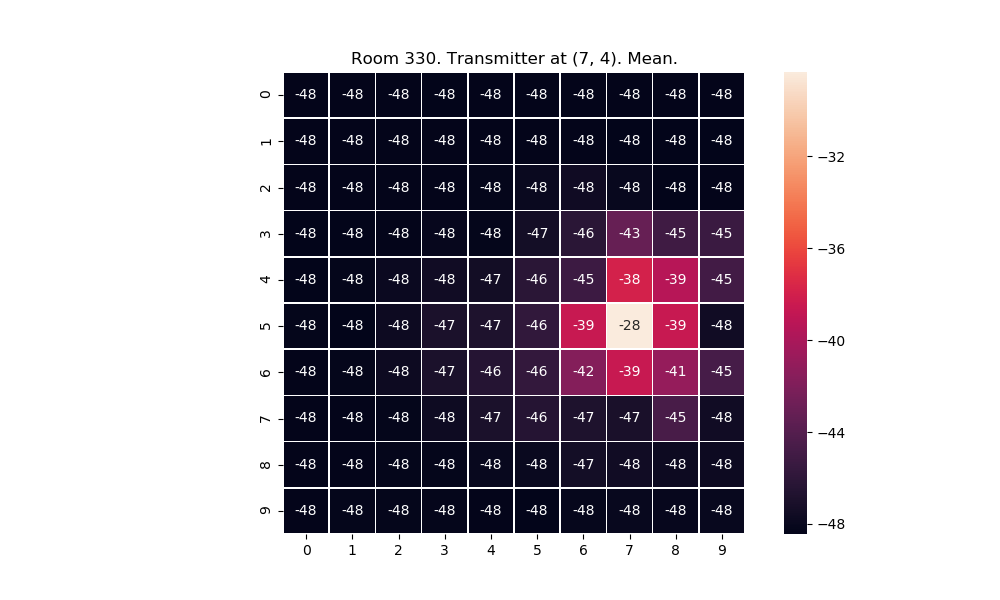 Room 330. Transmitter at (7, 4). Mean.
0 -48 -48 -48 -48 -48 -48 -48 -48 -48 -48
1 -48 -48 -48 -48 -48 -48 -48 -48 -48 -48
−32
2 -48 -48 -48 -48 -48 -48 -48 -48 -48 -48
3 -48 -48 -48 -48 -48 -47 -46 -43 -45 -45
−36
4 -48 -48 -48 -48 -47 -46 -45 -38 -39 -45
5 -48 -48 -48 -47 -47 -46 -39 -28 -39 -48
−40
6 -48 -48 -48 -47 -46 -46 -42 -39 -41 -45
7 -48 -48 -48 -48 -47 -46 -47 -47 -45 -48
−44
8 -48 -48 -48 -48 -48 -48 -47 -48 -48 -48
9 -48 -48 -48 -48 -48 -48 -48 -48 -48 -48
−48
0 1 2 3 4 5 6 7 8 9